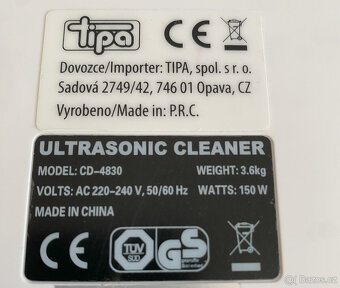 tipa CE
Dovozce/Importer: TIPA, spol. s r. o.
Sadová 2749/42, 746 01 Opava, CZ
Vyrobeno/Made in: P.R.C.
ULTRASONIC CLEANER
MODEL: CD-4830 WEIGHT: 3.6kg
VOLTS: AC 220-240 V, 50/60 Hz WATTS: 150 W
MADE IN CHINA
TÜV SÜD GS CE